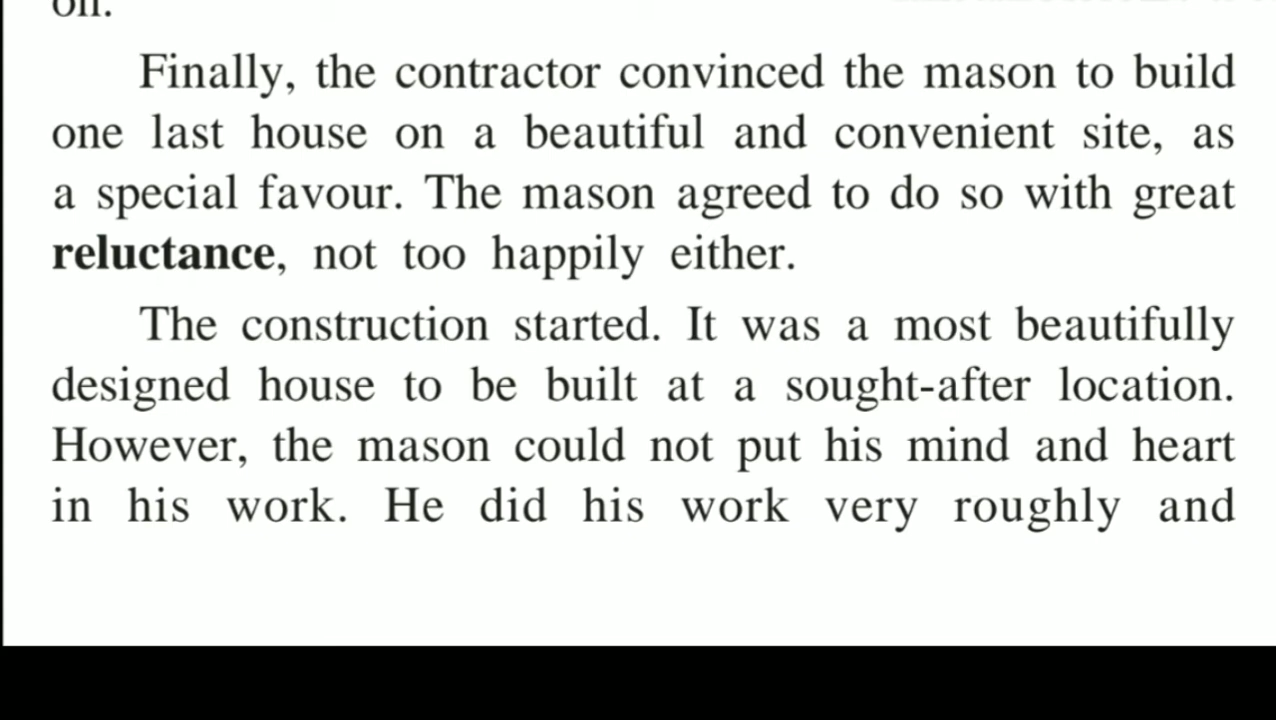 Finally, the contractor convinced the mason to build
one last house on a beautiful and convenient site, as
a special favour. The mason agreed to do so with great
reluctance, not too happily either.
The construction started. It was a most beautifully
designed house to be built at a sought-after location.
However, the mason could not put his mind and heart
in his work. He did his work very roughly and